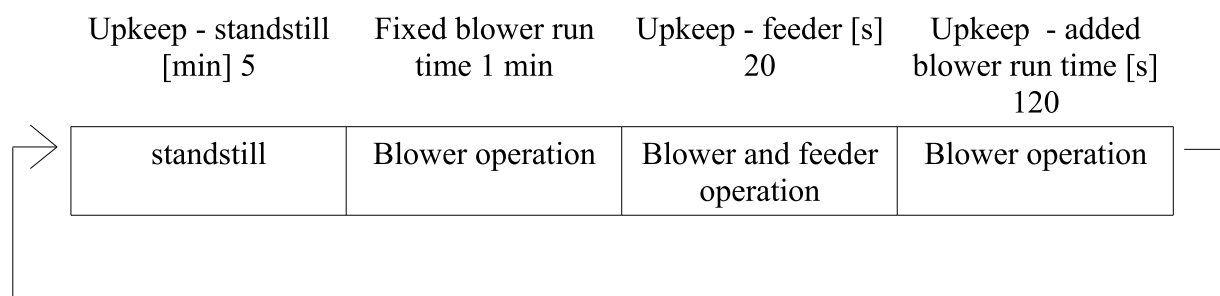 Upkeep - standstill
[min] 5
Fixed blower run
time 1 min
Upkeep - feeder [s]
20
Upkeep  - added
blower run time [s]
120
standstill
Blower operation
Blower and feeder
operation
Blower operation